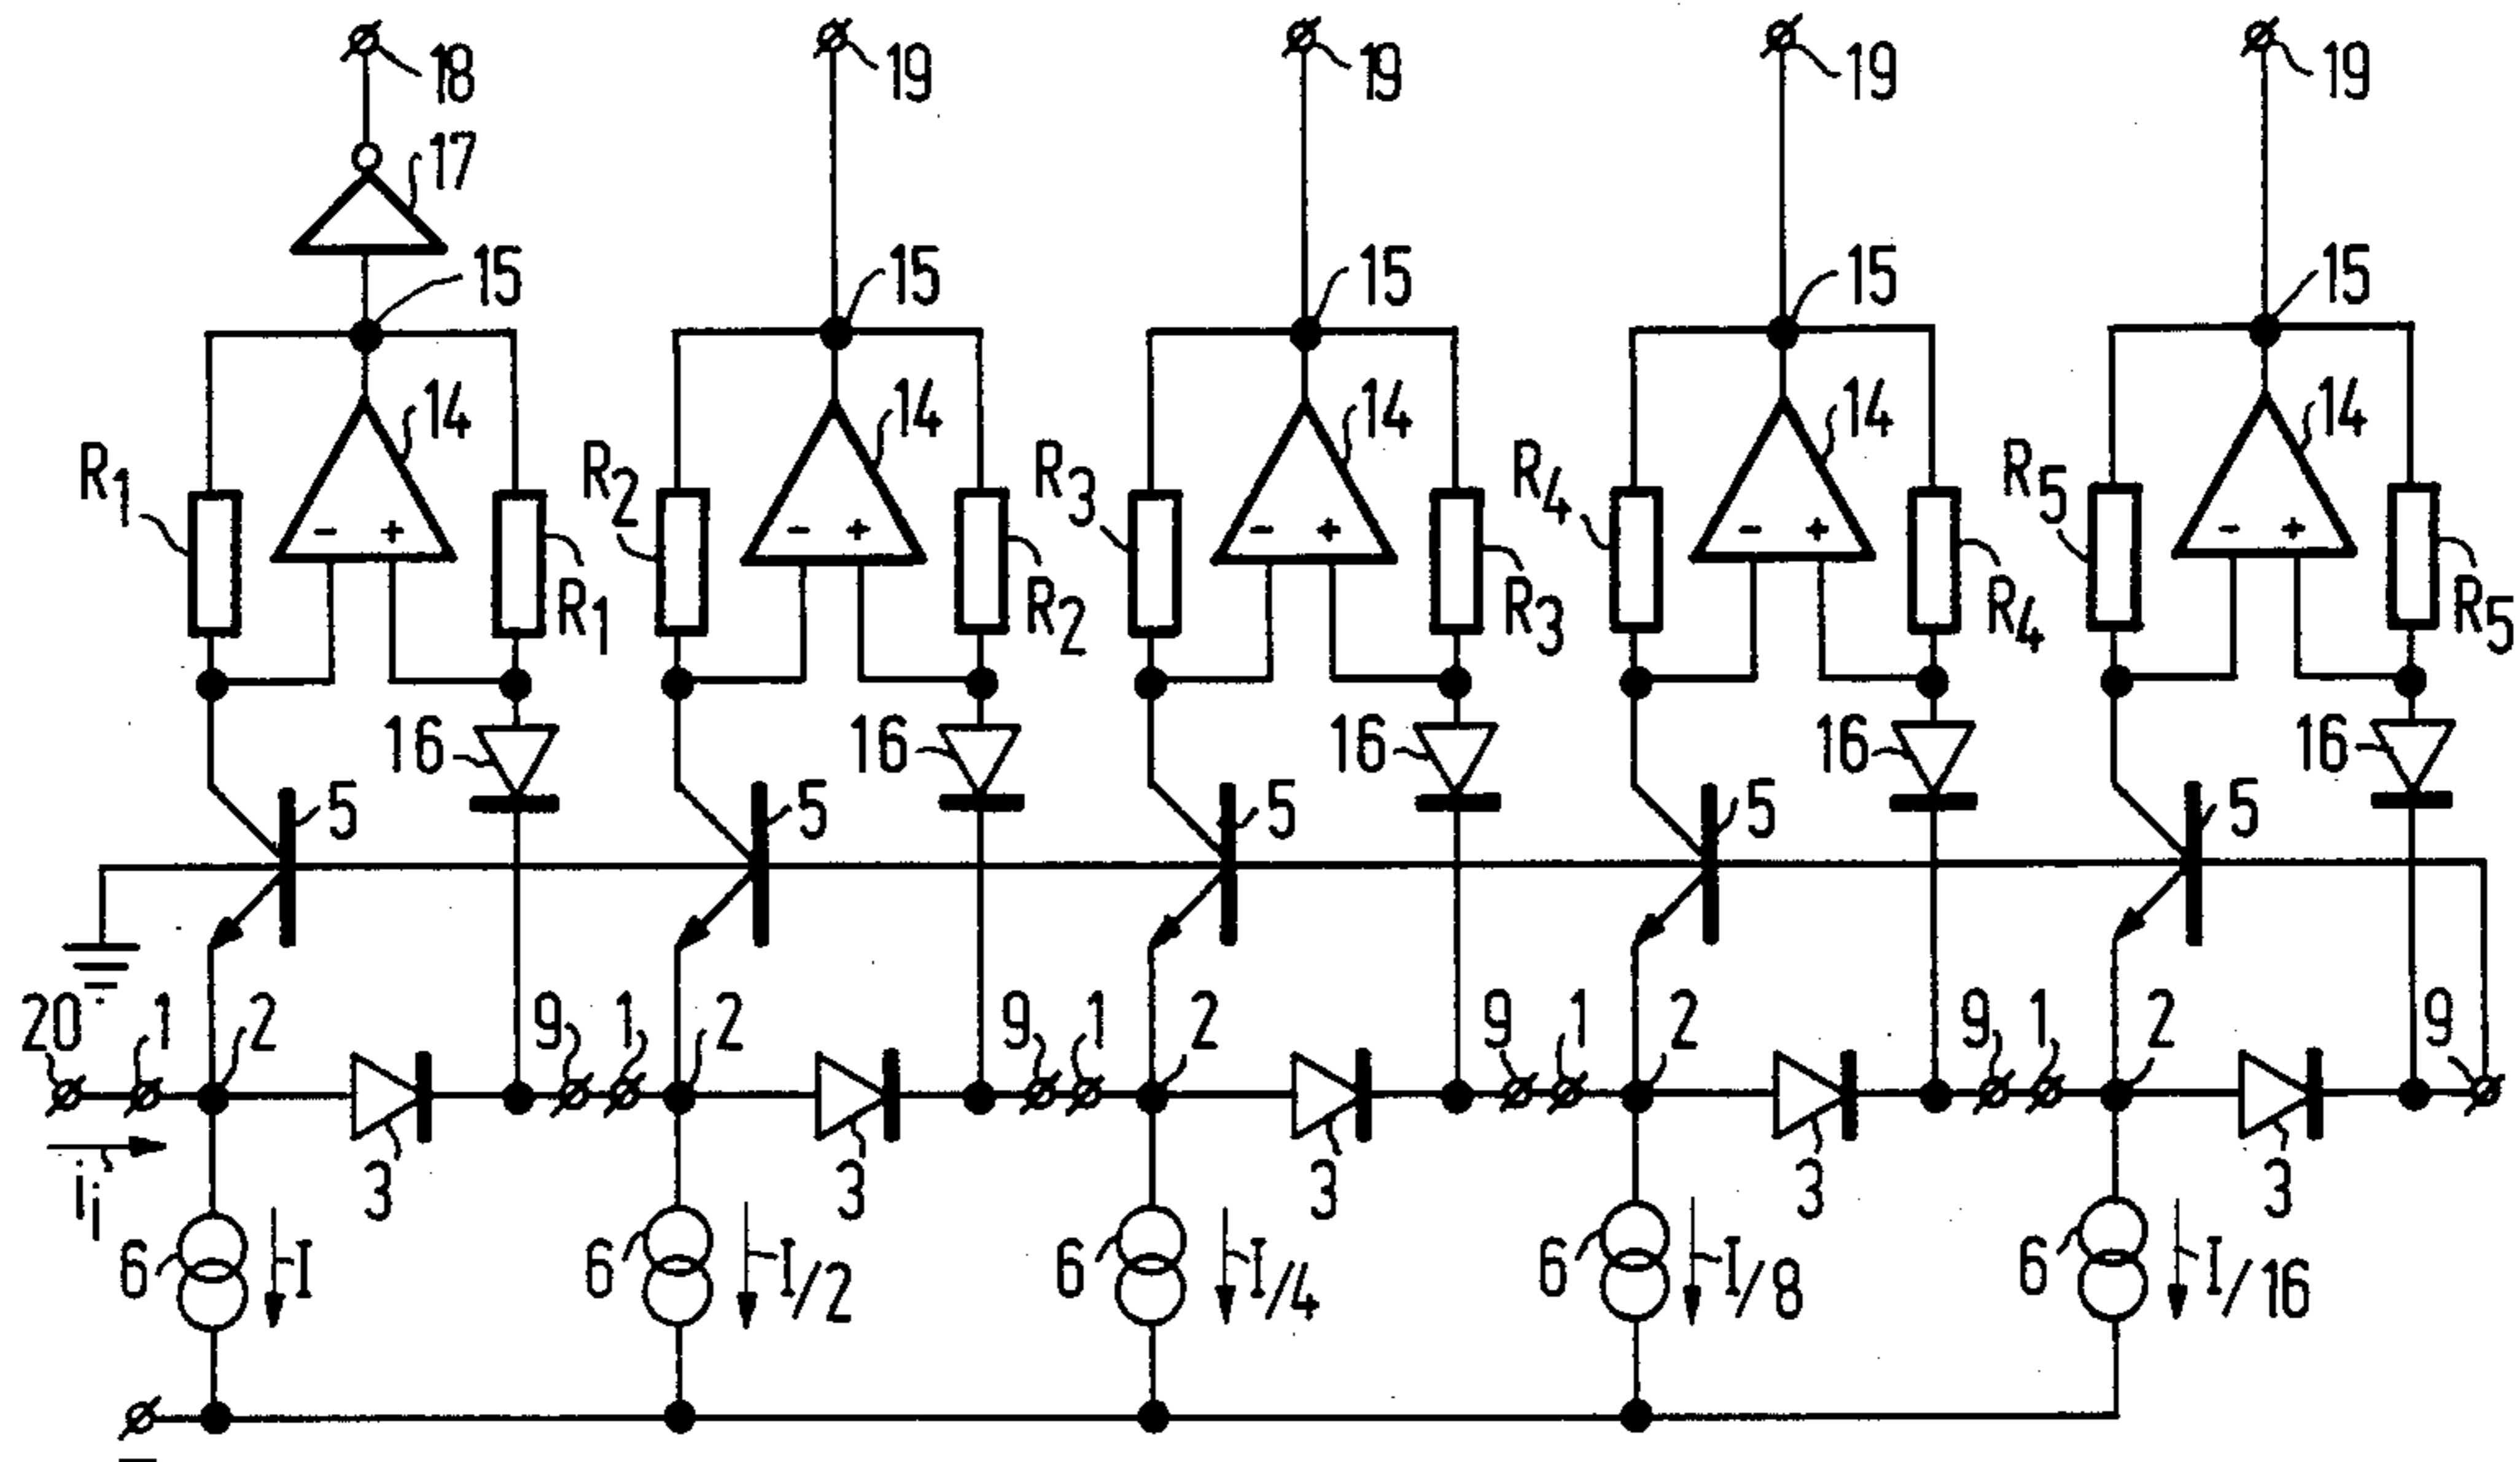 18 19 19 19 19
17
15 15 15 15 15
14 14 14 14 14
R1 R2 R3 R4 R5
- + - + - + - + - +
R1 R2 R3 R4 R5
16 16 16 16 16
5 5 5 5 5
20 1 2 9 1 2 9 1 2 9 1 2 9 1 2 9
3 3 3 3 3
ii
6 I 6 I/2 6 I/4 6 I/8 6 I/16
−